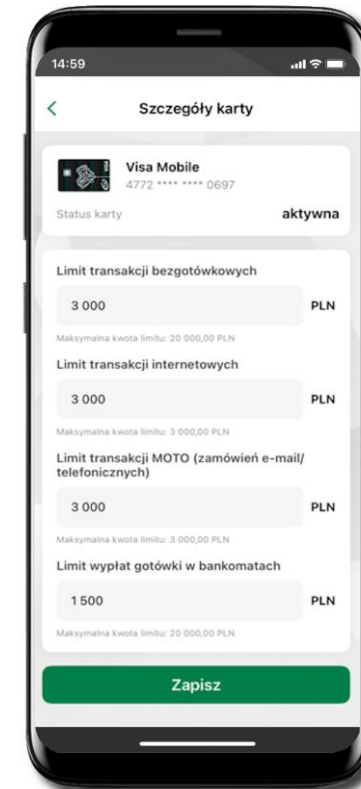 14:59
Szczegóły karty
VISA
Visa Mobile
4772 **** **** 0697
Status karty aktywna
Limit transakcji bezgotówkowych
3 000 PLN
Maksymalna kwota limitu: 20 000,00 PLN
Limit transakcji internetowych
3 000 PLN
Maksymalna kwota limitu: 3 000,00 PLN
Limit transakcji MOTO (zamówień e-mail/
telefonicznych)
3 000 PLN
Maksymalna kwota limitu: 3 000,00 PLN
Limit wypłat gotówki w bankomatach
1 500 PLN
Maksymalna kwota limitu: 20 000,00 PLN
Zapisz